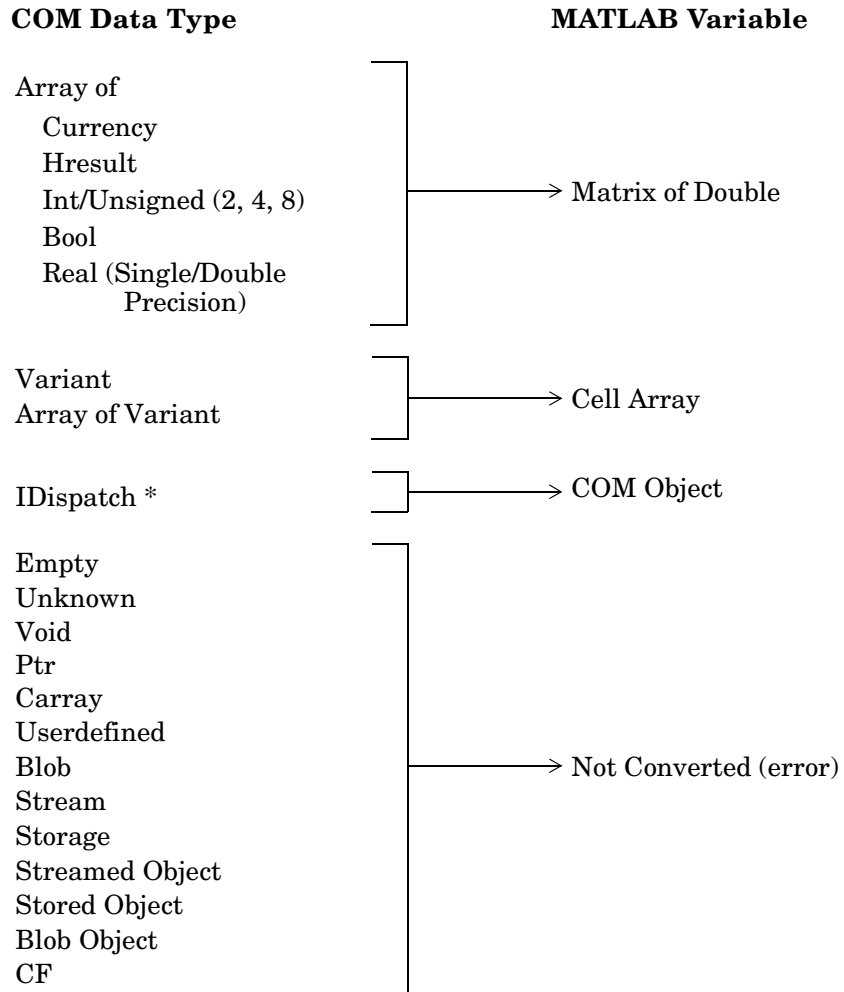 COM Data Type MATLAB Variable
Array of
Currency
Hresult
Int/Unsigned (2, 4, 8)
Bool
Real (Single/Double
Precision)
Matrix of Double
Variant
Array of Variant
Cell Array
IDispatch *
COM Object
Empty
Unknown
Void
Ptr
Carray
Userdefined
Blob
Stream
Storage
Streamed Object
Stored Object
Blob Object
CF
Not Converted (error)